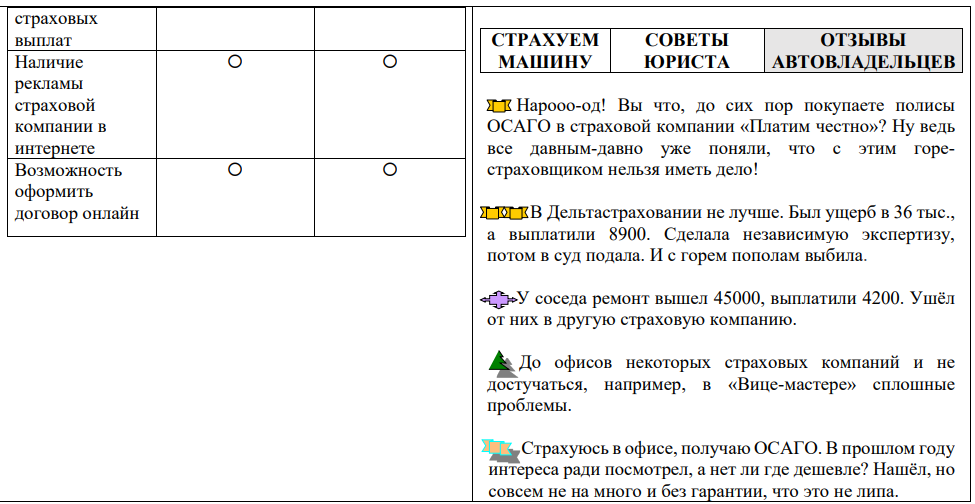 страховых
выплат
Наличие
рекламы
страховой
компании в
интернете
Возможность
оформить
договор онлайн
СТРАХУЕМ
МАШИНУ
СОВЕТЫ
ЮРИСТА
ОТЗЫВЫ
АВТОВЛАДЕЛЬЦЕВ
Нарооо-од! Вы что, до сих пор покупаете полисы
ОСАГО в страховой компании «Платим честно»? Ну ведь
все давным-давно уже поняли, что с этим горе-
страховщиком нельзя иметь дело!
В Дельтастраховании не лучше. Был ущерб в 36 тыс.,
а выплатили 8900. Сделала независимую экспертизу,
потом в суд подала. И с горем пополам выбила.
У соседа ремонт вышел 45000, выплатили 4200. Ушёл
от них в другую страховую компанию.
До офисов некоторых страховых компаний и не
достучаться, например, в «Вице-мастере» сплошные
проблемы.
Страхуюсь в офисе, получаю ОСАГО. В прошлом году
интереса ради посмотрел, а нет ли где дешевле? Нашёл, но
совсем не на много и без гарантии, что это не липа.